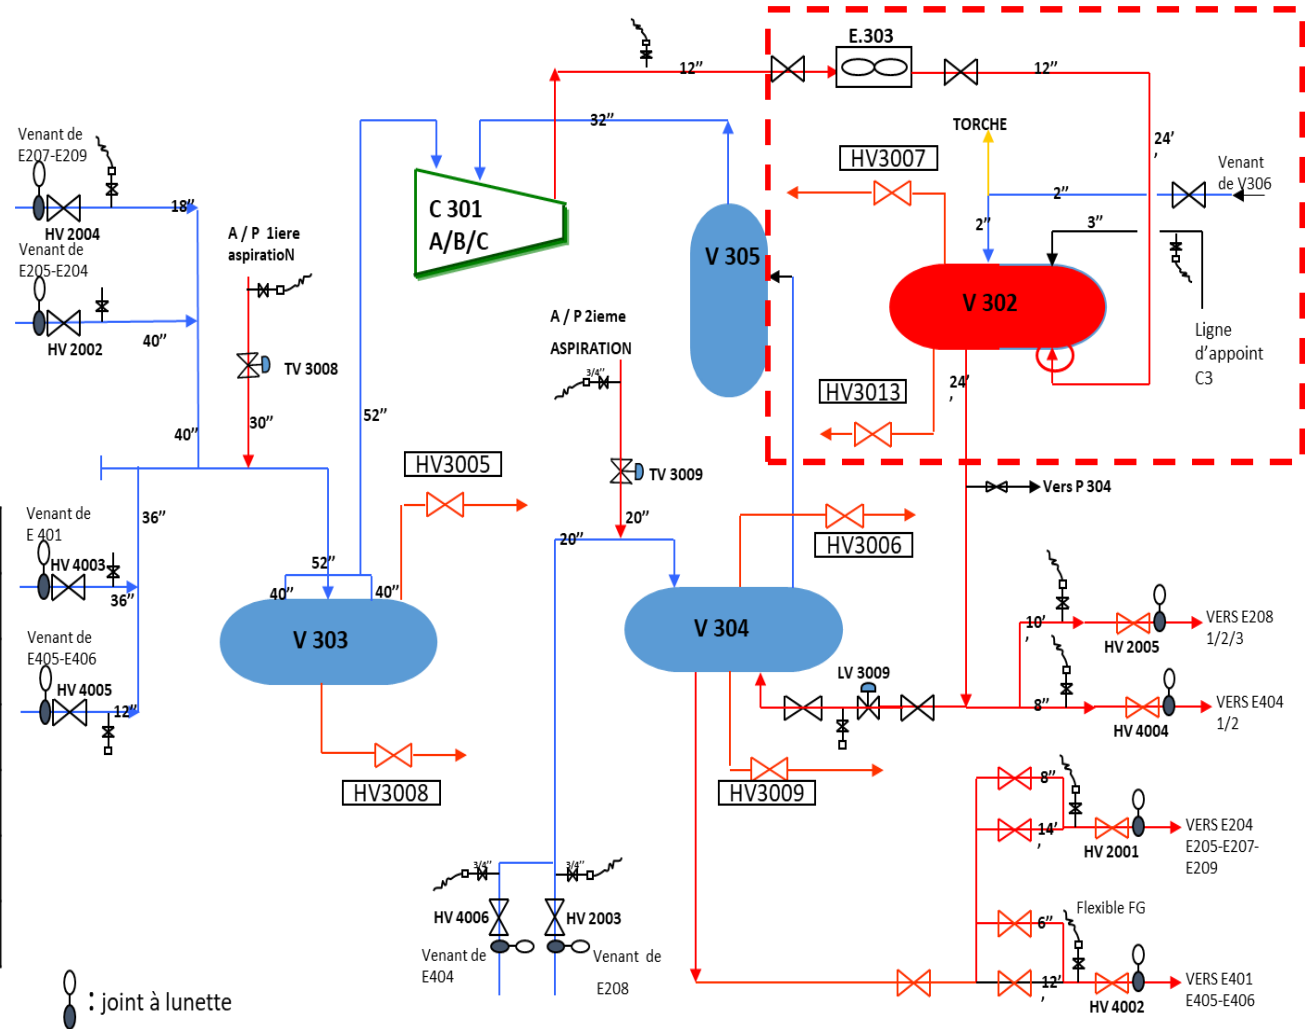 E.303
12’’
12’’
32’’
TORCHE
24’
,
Venant de
E207-E209
HV3007
Venant
de V306
2’’
18’’
C 301
A/B/C
HV 2004
A / P 1iere
aspiratioN
2’’
3’’
Venant de
E205-E204
V 305
V 302
A / P 2ieme
ASPIRATION
40’’
HV 2002
Ligne
d’appoint
C3
TV 3008
3/4’’
24’
,
HV3013
52’’
30’’
40’’
HV3005
TV 3009
Vers P 304
Venant de
E 401
36’’
20’’
20’’
HV3006
HV 4003
52’’
36’’
40’’
40’’
V 303
V 304
10’
,
VERS E208
1/2/3
HV 2005
Venant de
E405-E406
HV 4005
12’’
LV 3009
8’’
VERS E404
1/2
HV 4004
HV3008
HV3009
8’’
14’
,
VERS E204
E205-E207-
E209
HV 2001
3/4’’
3/4’’
HV 4006
HV 2003
Flexible FG
6’’
Venant de
E404
Venant de
E208
12’
,
VERS E401
E405-E406
HV 4002
: joint à lunette